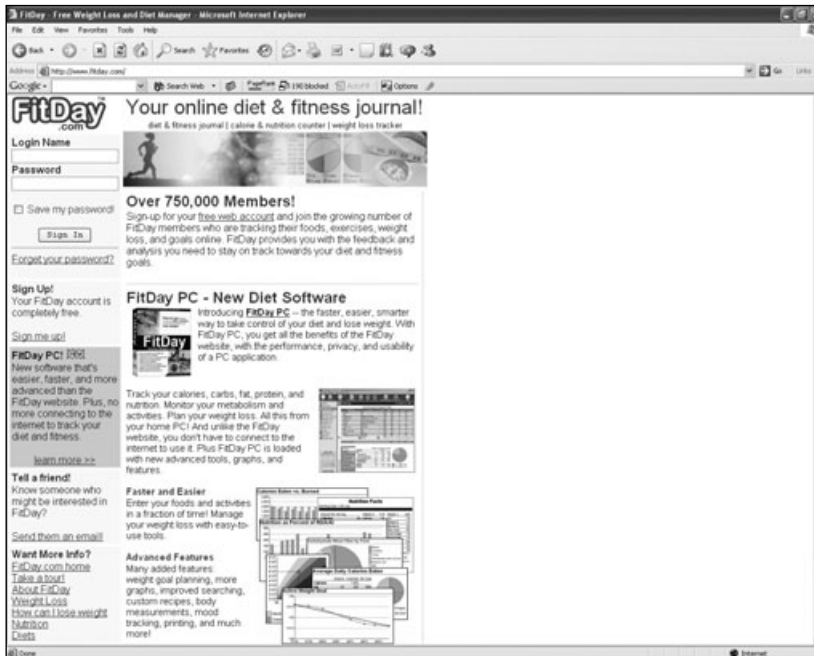 FitDay - Free Weight Loss and Diet Manager - Microsoft Internet Explorer
File Edit View Favorites Tools Help
Back Search Favorites
Address http://www.fitday.com/ Go Links
Google Search Web PageRank 190 blocked AutoFill Options
FitDay
.com
Your online diet & fitness journal!
diet & fitness journal | calorie & nutrition counter | weight loss tracker
Login Name
Password
Save my password!
Sign In
Forget your password?
Sign Up!
Your FitDay account is
completely free.
Sign me up!
FitDay PC!
New software that's
easier, faster, and more
advanced than the
FitDay website. Plus, no
more connecting to the
internet to track your
diet and fitness.
learn more >>
Tell a friend!
Know someone who
might be interested in
FitDay?
Send them an email!
Want More Info?
FitDay.com home
Take a tour!
About FitDay
Weight Loss
How can I lose weight
Nutrition
Diets
Over 750,000 Members!
Sign-up for your free web account and join the growing number of
FitDay members who are tracking their foods, exercises, weight
loss, and goals online. FitDay provides you with the feedback and
analysis you need to stay on track towards your diet and fitness
goals.
FitDay PC - New Diet Software
Introducing FitDay PC -- the faster, easier, smarter
way to take control of your diet and lose weight. With
FitDay PC, you get all the benefits of the FitDay
website, with the performance, privacy, and usability
of a PC application.
FitDay
Track your calories, carbs, fat, protein, and
nutrition. Monitor your metabolism and
activities. Plan your weight loss. All this from
your home PC! And unlike the FitDay
website, you don't have to connect to the
internet to use it. Plus FitDay PC is loaded
with new advanced tools, graphs, and
features.
Faster and Easier
Enter your foods and activities
in a fraction of time! Manage
your weight loss with easy-to-
use tools.
Advanced Features
Many added features:
weight goal planning, more
graphs, improved searching,
custom recipes, body
measurements, mood
tracking, printing, and much
more!
Calories Eaten vs. Burned
Nutrition Facts
Average Daily Calories Eaten
Done Internet